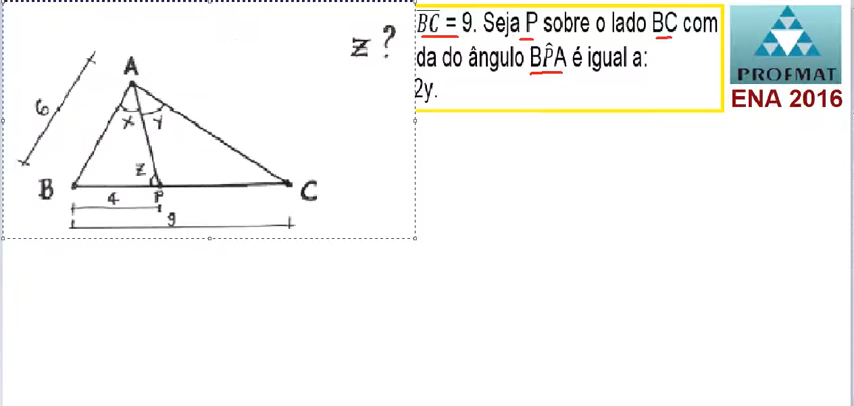 BC = 9. Seja P sobre o lado BC com
da do ângulo BP̂A é igual a:
2y.
PROFMAT
ENA 2016
z ?
A
6
x y
z
B P C
4
9